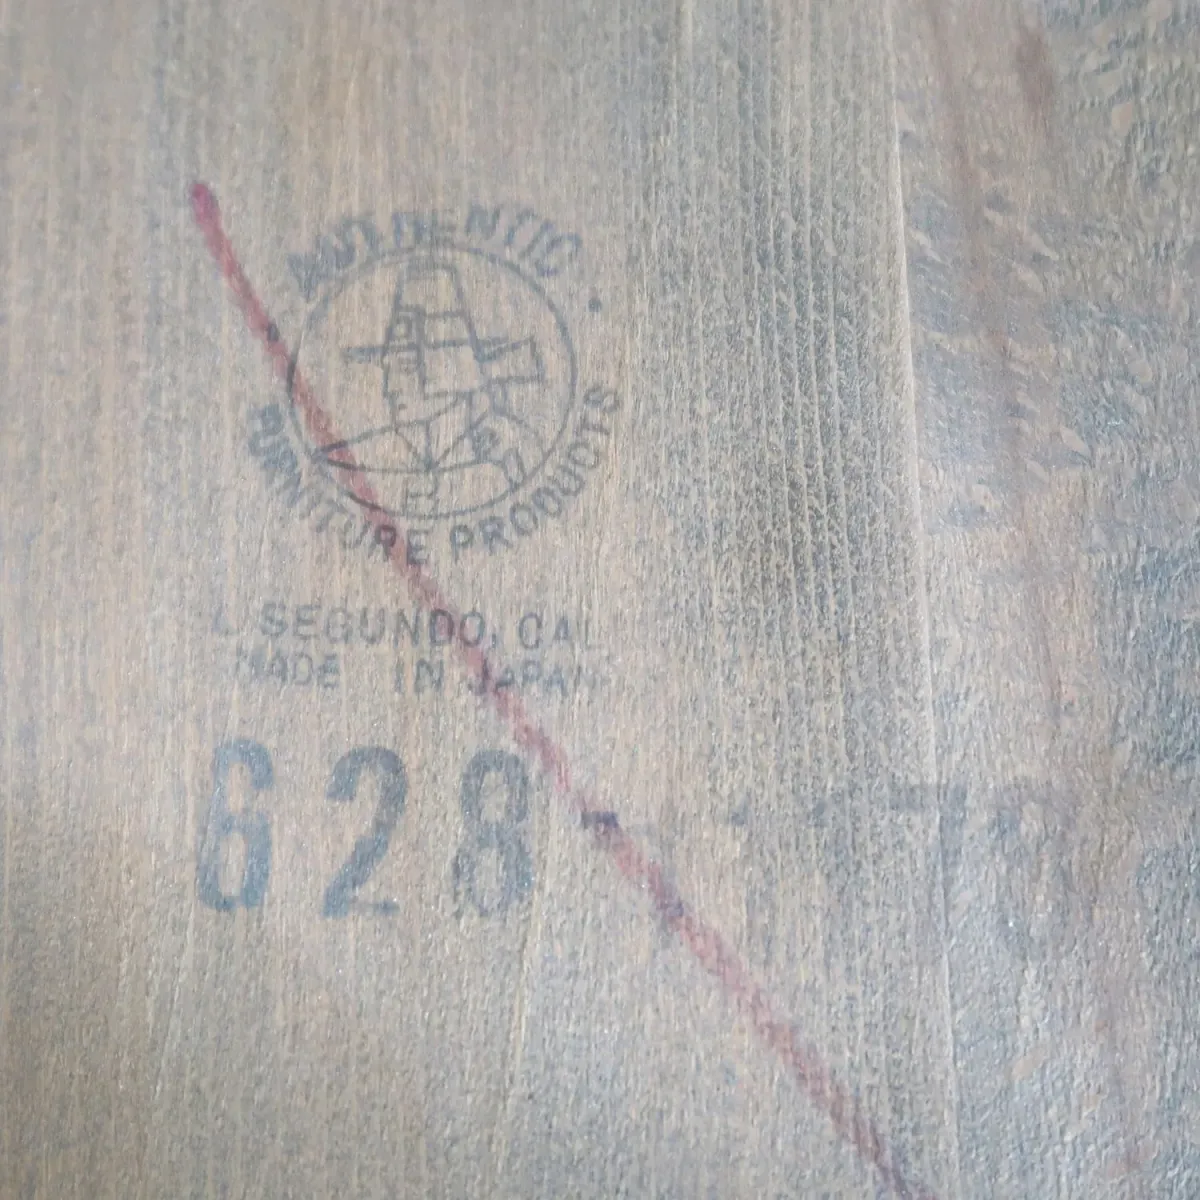 AUTHENTIC
FURNITURE PRODUCTS
L SEGUNDO, CAL
MADE IN JAPAN
628